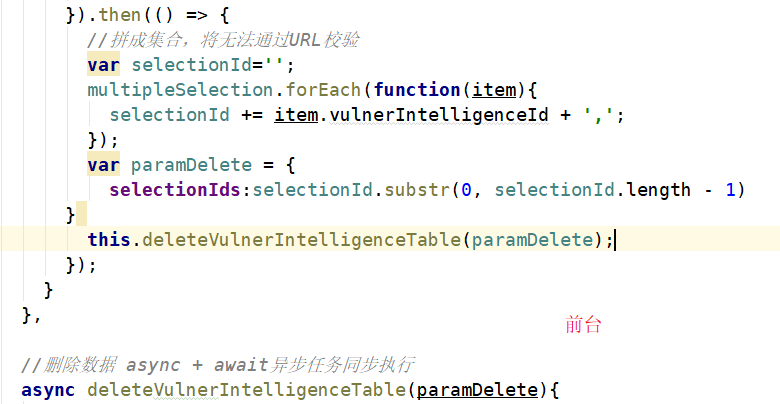 }).then(() => {
//拼成集合，将无法通过URL校验
var selectionId='';
multipleSelection.forEach(function(item){
selectionId += item.vulnerIntelligenceId + ',';
});
var paramDelete = {
selectionIds:selectionId.substr(0, selectionId.length - 1)
}
this.deleteVulnerIntelligenceTable(paramDelete);
});
}
},
前台
//删除数据 async + await异步任务同步执行
async deleteVulnerIntelligenceTable(paramDelete){